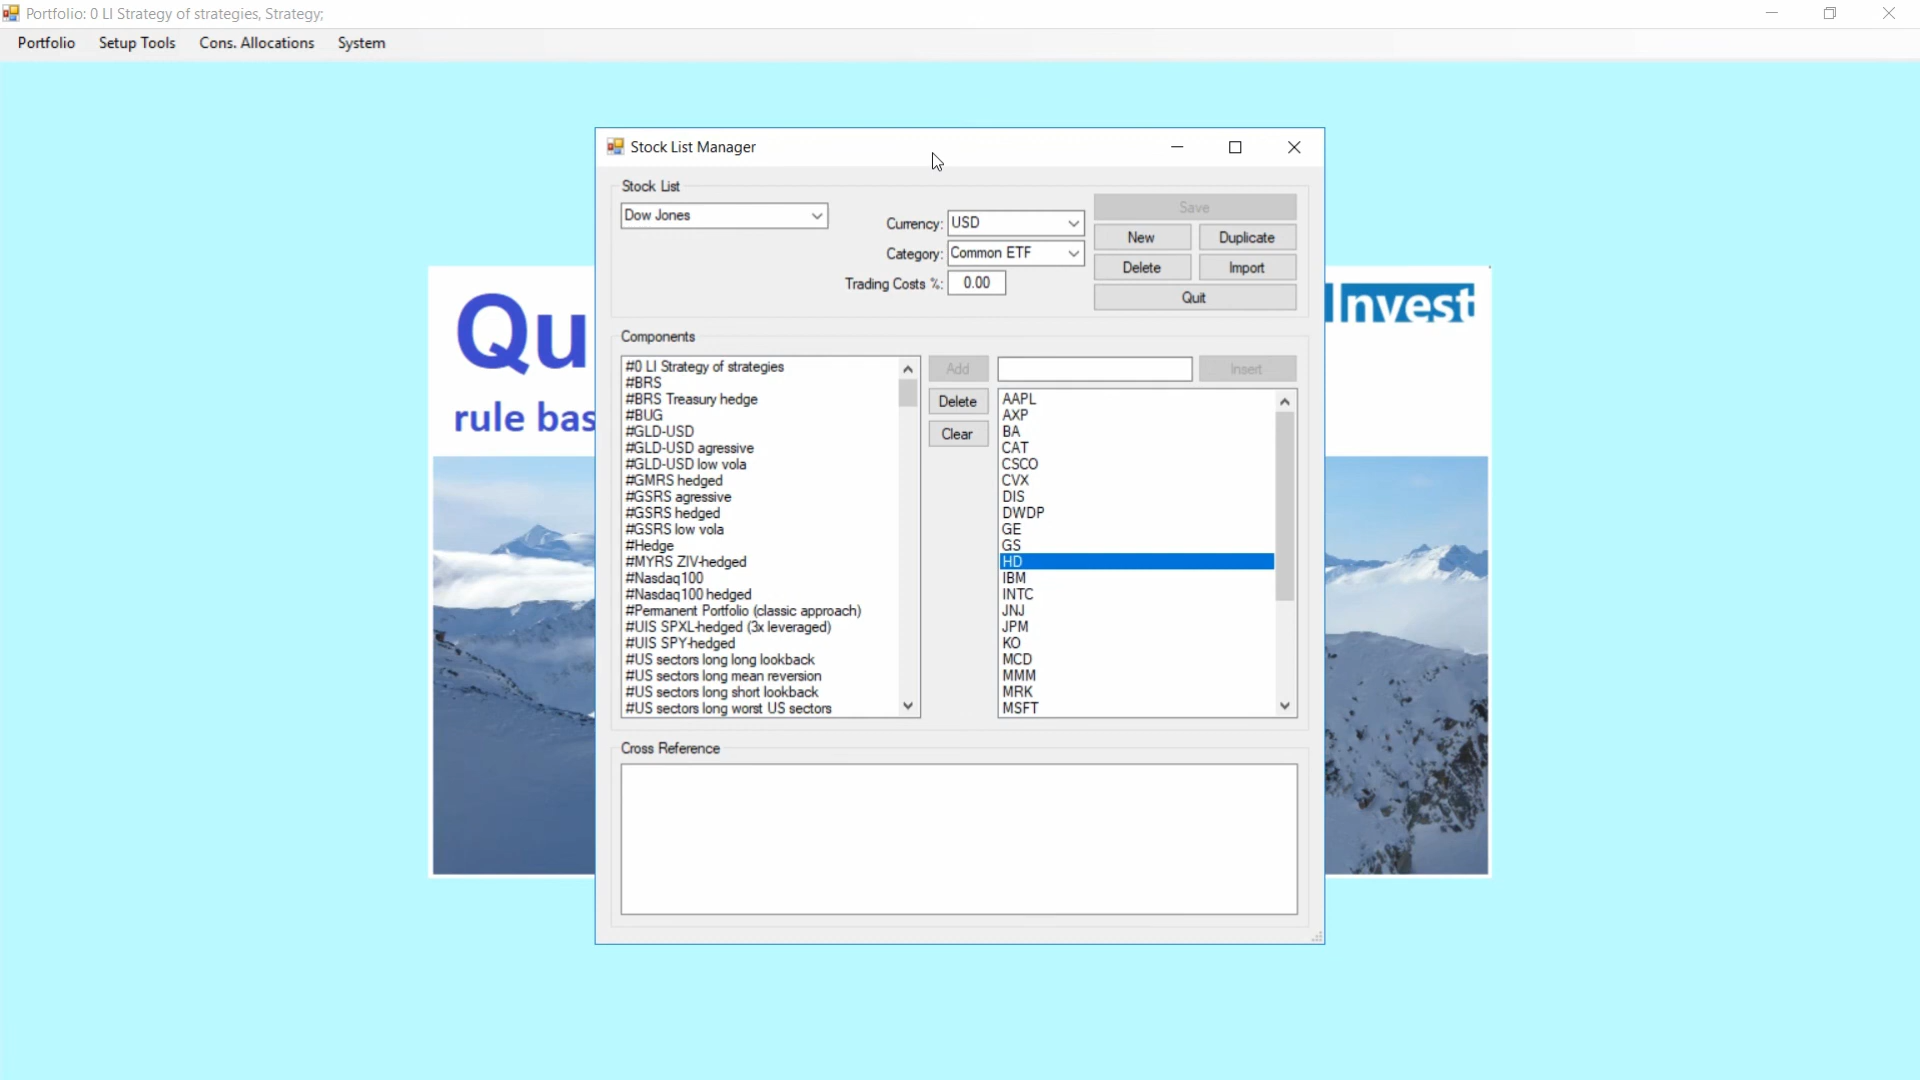 Portfolio: 0 LI Strategy of strategies, Strategy;
Portfolio Setup Tools Cons. Allocations System
Stock List Manager
Stock List
Dow Jones
Currency: USD
Category: Common ETF
Trading Costs %: 0.00
Save
New Duplicate
Delete Import
Quit
Qu
rule bas
Invest
Components
#0 LI Strategy of strategies
#BRS
#BRS Treasury hedge
#BUG
#GLD-USD
#GLD-USD agressive
#GLD-USD low vola
#GMRS hedged
#GSRS agressive
#GSRS hedged
#GSRS low vola
#Hedge
#MYRS ZIV-hedged
#Nasdaq100
#Nasdaq100 hedged
#Permanent Portfolio (classic approach)
#UIS SPXL-hedged (3x leveraged)
#UIS SPY-hedged
#US sectors long long lookback
#US sectors long mean reversion
#US sectors long short lookback
#US sectors long worst US sectors
Add
Delete
Clear
Insert
AAPL
AXP
BA
CAT
CSCO
CVX
DIS
DWDP
GE
GS
HD
IBM
INTC
JNJ
JPM
KO
MCD
MMM
MRK
MSFT
Cross Reference